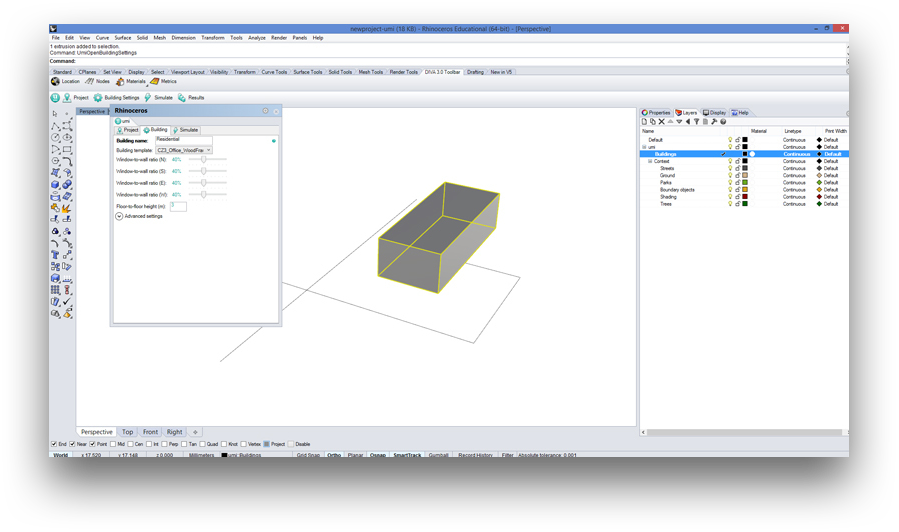 newproject-umi (18 KB) - Rhinoceros Educational (64-bit) - [Perspective]
File Edit View Curve Surface Solid Mesh Dimension Transform Tools Analyze Render Panels Help
1 extrusion added to selection.
Command: UmiOpenBuildingSettings
Command:
Standard CPlanes Set View Display Select Viewport Layout Visibility Transform Curve Tools Surface Tools Solid Tools Mesh Tools Render Tools DIVA 3.0 Toolbar Drafting New in V5
Location Nodes Materials Metrics
Project Building Settings Simulate Results
Perspective
Rhinoceros
umi
Project Building Simulate
Building name: Residential
Building template: CZ3_Office_WoodFra
Window-to-wall ratio (N): 40%
Window-to-wall ratio (S): 40%
Window-to-wall ratio (E): 40%
Window-to-wall ratio (W): 40%
Floor-to-floor height (m): 3
Advanced settings
Properties Layers Display Help
Name Material Linetype Print Width
Default Continuous Default
umi Continuous Default
Buildings Continuous Default
Context Continuous Default
Streets Continuous Default
Ground Continuous Default
Parks Continuous Default
Boundary objects Continuous Default
Shading Continuous Default
Trees Continuous Default
Perspective Top Front Right
End Near Point Mid Cen Int Perp Tan Quad Knot Vertex Project Disable
World x 17.520 y 17.148 z 0.000 Millimeters umi::Buildings Grid Snap Ortho Planar Osnap SmartTrack Gumball Record History Filter Absolute tolerance: 0.001